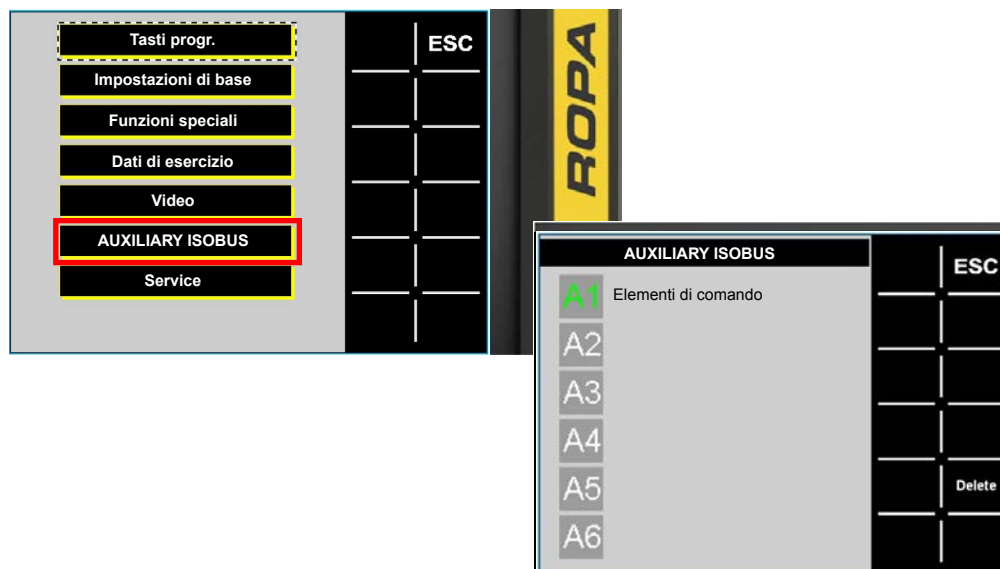 Tasti progr.
Impostazioni di base
Funzioni speciali
Dati di esercizio
Video
AUXILIARY ISOBUS
Service
ESC
ROPA
AUXILIARY ISOBUS
A1 Elementi di comando
A2
A3
A4
A5
A6
ESC
Delete